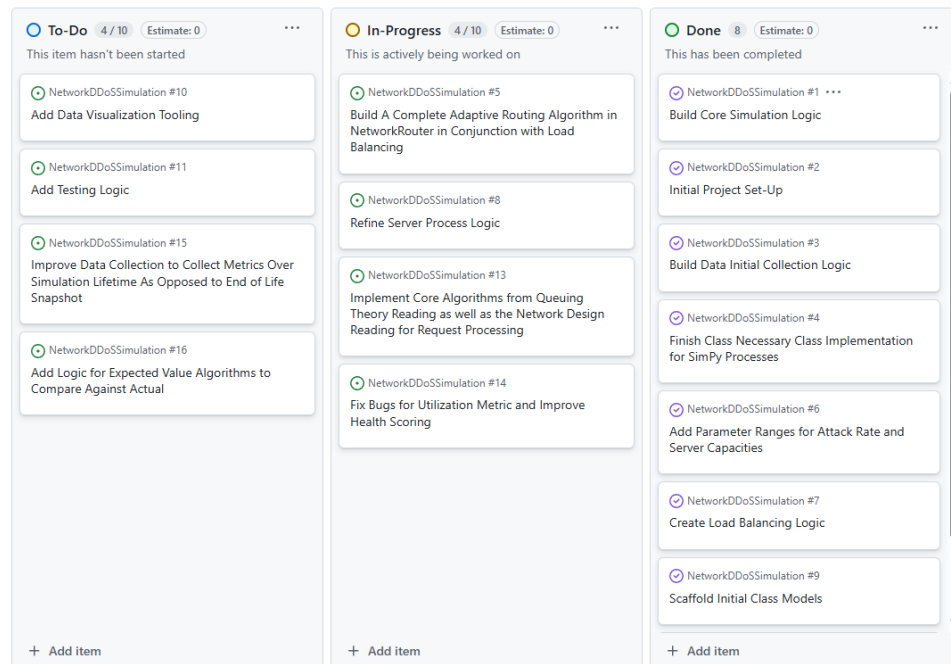 To-Do 4 / 10 Estimate: 0 ...
This item hasn't been started
NetworkDDoSSimulation #10
Add Data Visualization Tooling
NetworkDDoSSimulation #11
Add Testing Logic
NetworkDDoSSimulation #15
Improve Data Collection to Collect Metrics Over
Simulation Lifetime As Opposed to End of Life
Snapshot
NetworkDDoSSimulation #16
Add Logic for Expected Value Algorithms to
Compare Against Actual
+ Add item
In-Progress 4 / 10 Estimate: 0 ...
This is actively being worked on
NetworkDDoSSimulation #5
Build A Complete Adaptive Routing Algorithm in
NetworkRouter in Conjunction with Load
Balancing
NetworkDDoSSimulation #8
Refine Server Process Logic
NetworkDDoSSimulation #13
Implement Core Algorithms from Queuing
Theory Reading as well as the Network Design
Reading for Request Processing
NetworkDDoSSimulation #14
Fix Bugs for Utilization Metric and Improve
Health Scoring
+ Add item
Done 8 Estimate: 0 ...
This has been completed
NetworkDDoSSimulation #1 ...
Build Core Simulation Logic
NetworkDDoSSimulation #2
Initial Project Set-Up
NetworkDDoSSimulation #3
Build Data Initial Collection Logic
NetworkDDoSSimulation #4
Finish Class Necessary Class Implementation
for SimPy Processes
NetworkDDoSSimulation #6
Add Parameter Ranges for Attack Rate and
Server Capacities
NetworkDDoSSimulation #7
Create Load Balancing Logic
NetworkDDoSSimulation #9
Scaffold Initial Class Models
+ Add item